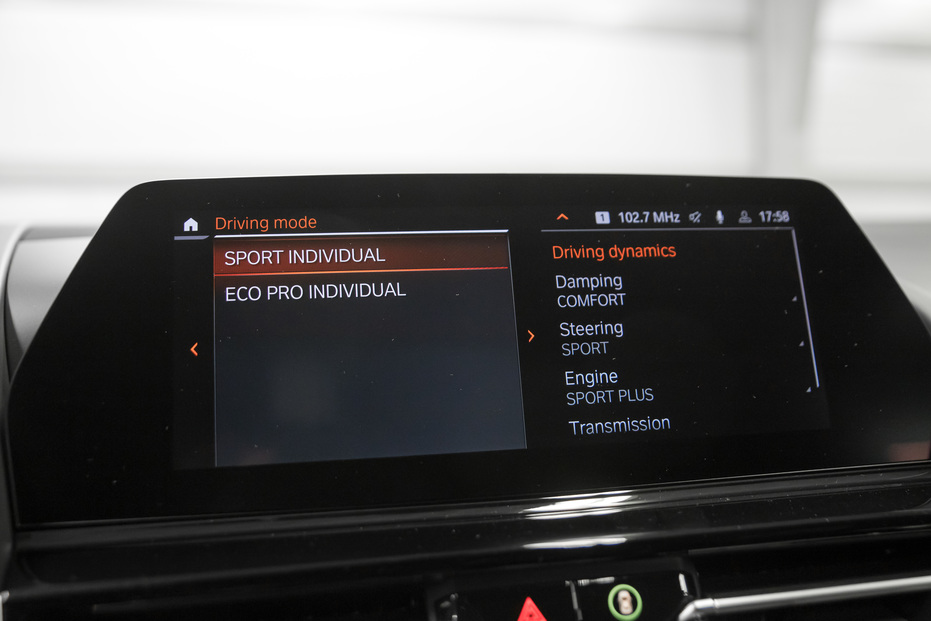 Driving mode
1 102.7 MHz 17:58
SPORT INDIVIDUAL
ECO PRO INDIVIDUAL
Driving dynamics
Damping
COMFORT
Steering
SPORT
Engine
SPORT PLUS
Transmission